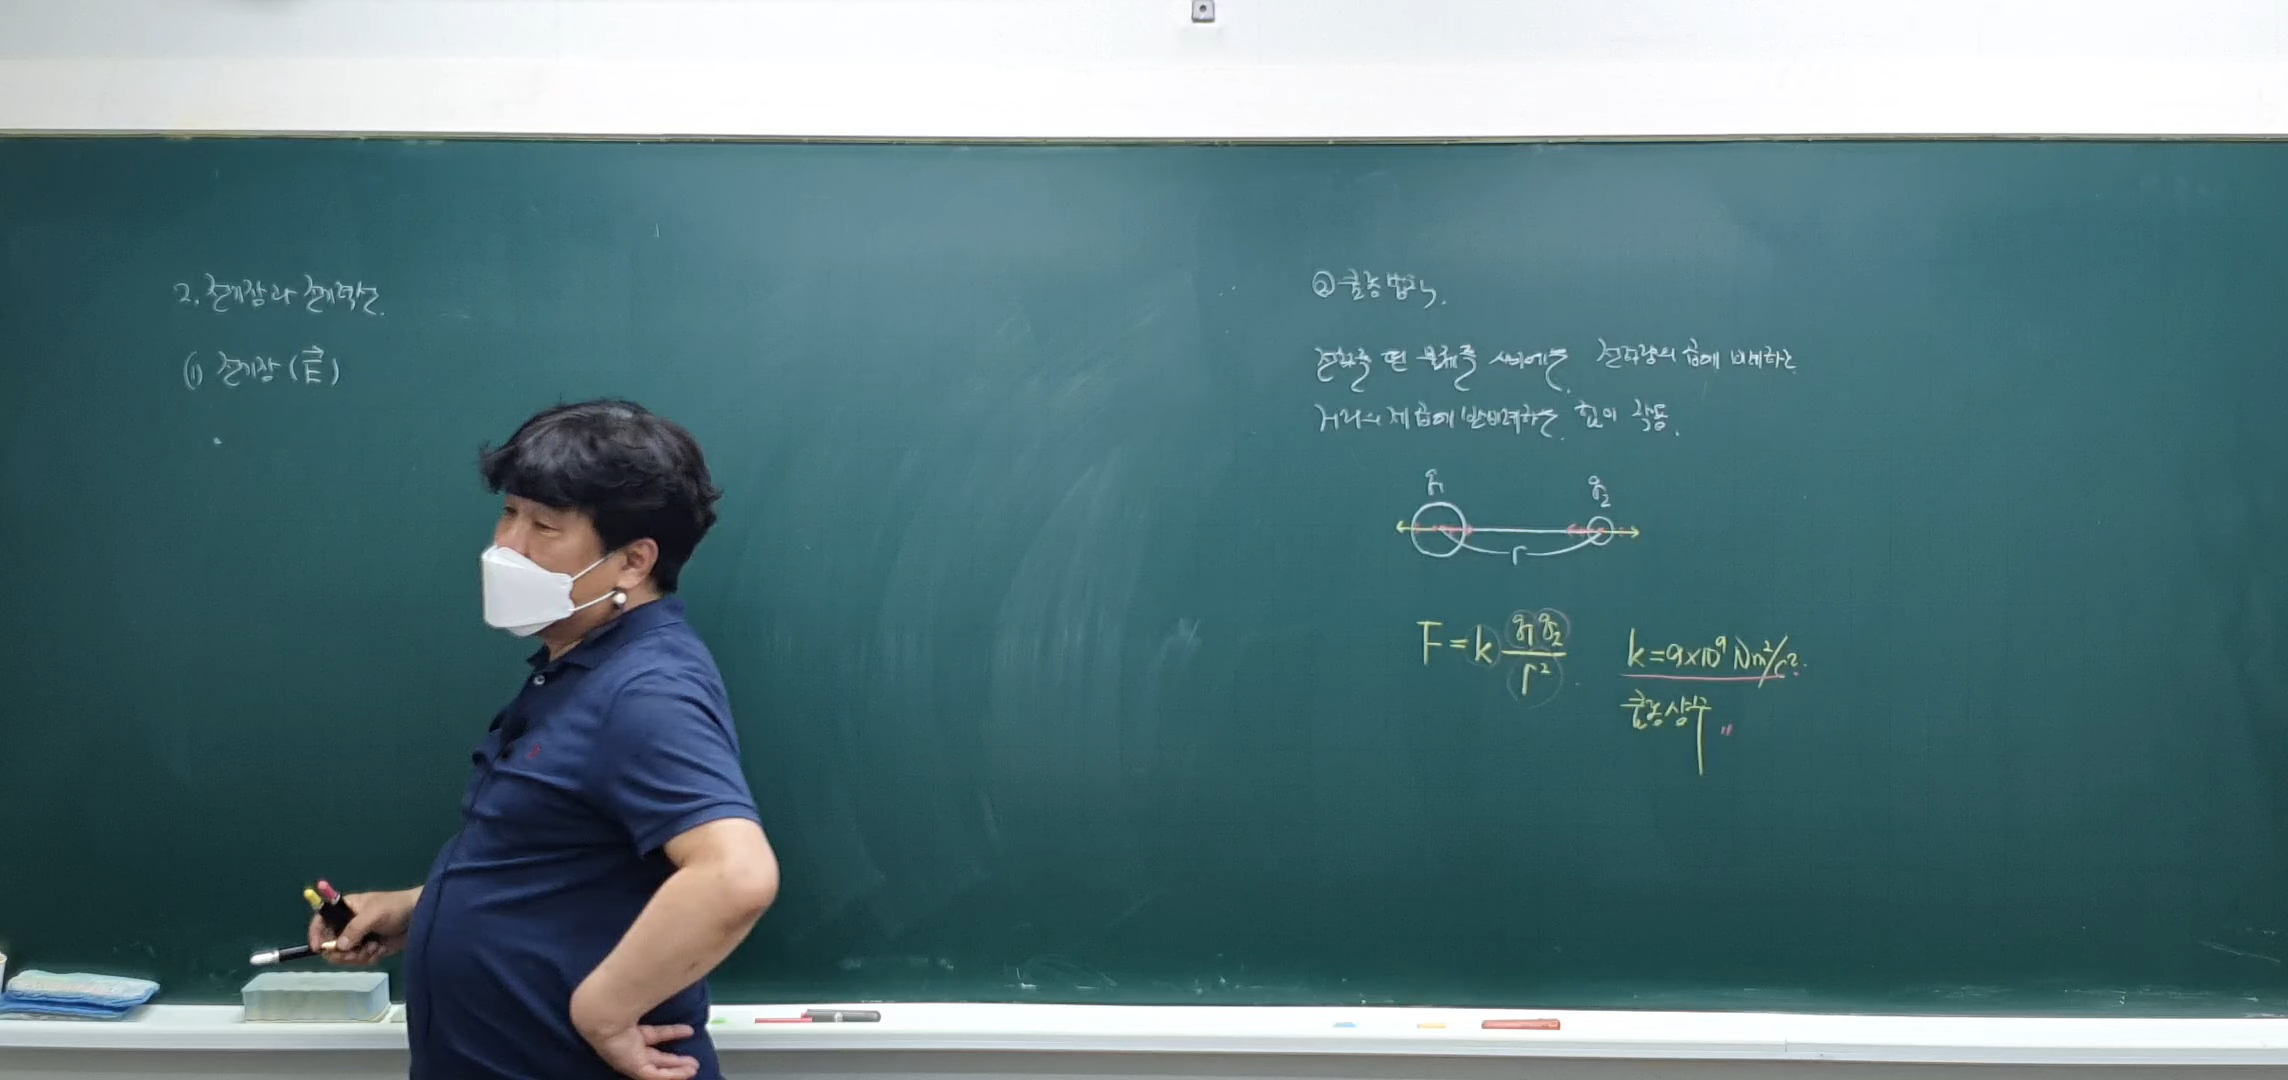 2. 전기장과 전기력선.
(1) 전기장 (E⃗)
② 쿨롱법칙.
전하를 띤 물체들 사이에는 전하량의 곱에 비례하는
거리의 제곱에 반비례하는 힘이 작용.
q₁ q₂
r
F = k q₁q₂ / r²
k = 9×10⁹ Nm²/C².
쿨롱상수